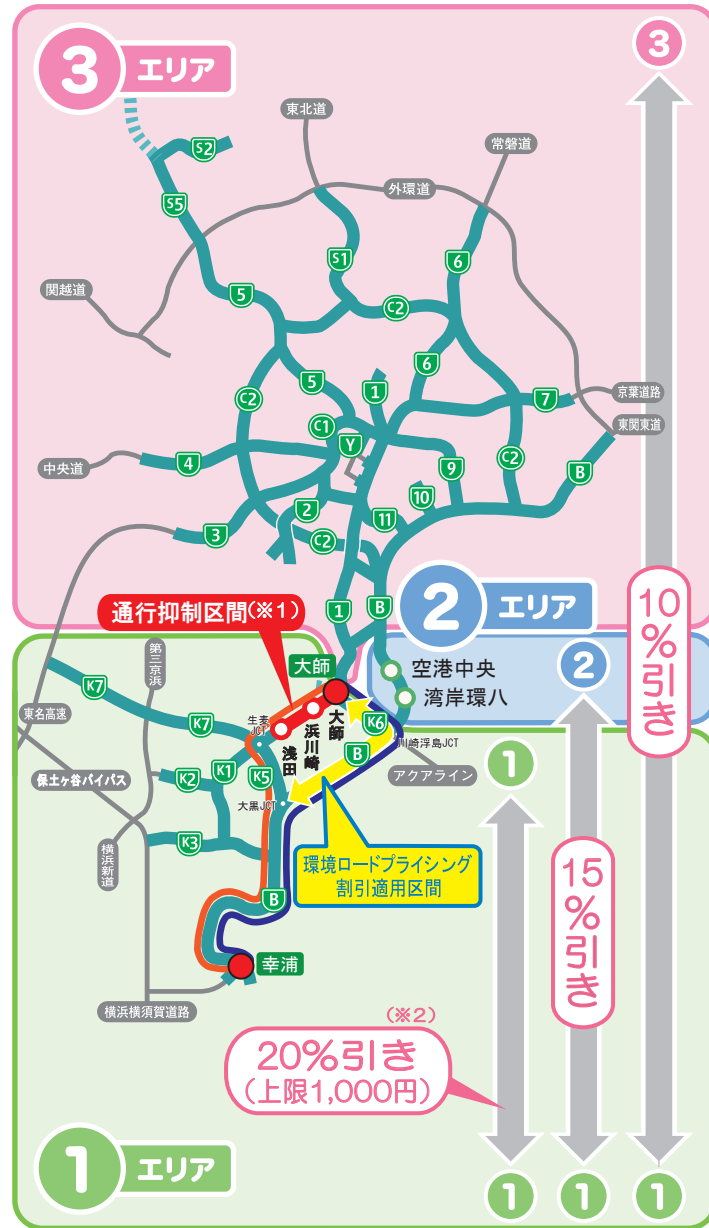 3 エリア
3
東北道
常磐道
外環道
関越道
S2
S5
S1
6
5
C2
6
5
1
C2
C1
Y
7
京葉道路
東関東道
中央道
4
9
C2
B
10
2
11
3
C2
1
B
2 エリア
通行抑制区間(※1)
10%引き
大師
空港中央
湾岸環八
2
第三京浜
K7
K7
東名高速
生麦JCT
大師
浜川崎
浅田
K6
川崎浮島JCT
アクアライン
1
保土ヶ谷バイパス
K2
K1
K5
B
大黒JCT
K3
横浜新道
環境ロードプライシング
割引適用区間
15%引き
B
幸浦
横浜横須賀道路
(※2)
20%引き
(上限1,000円)
1 エリア
1
1
1